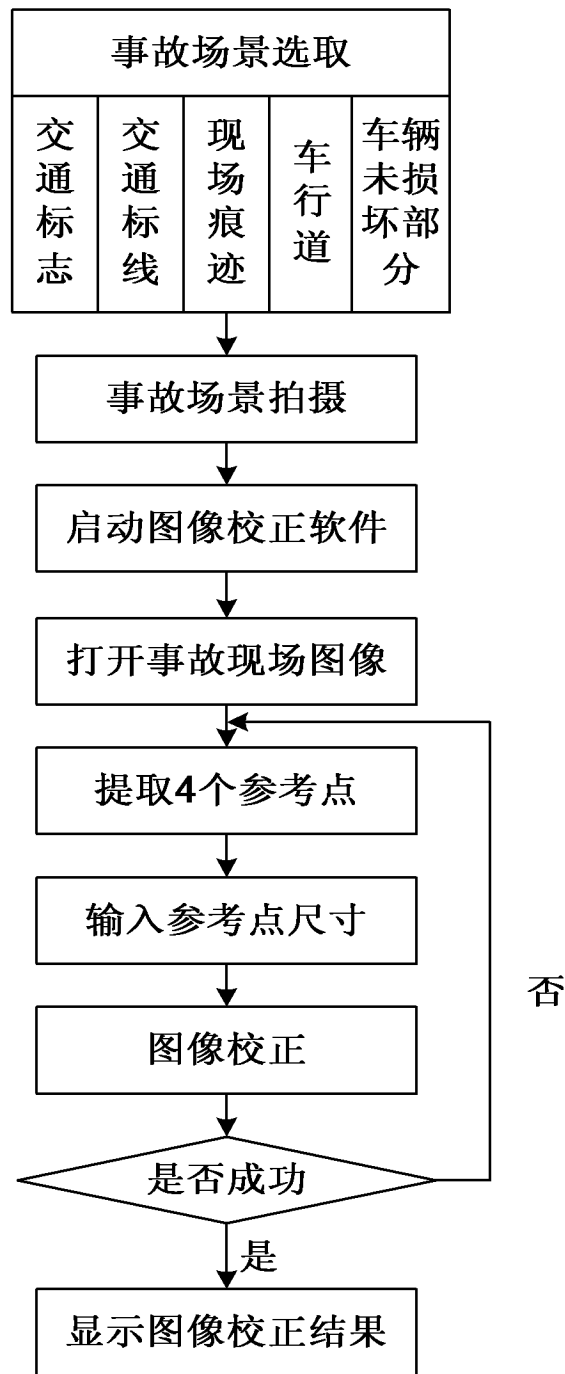 事故场景选取
交通标志
交通标线
现场痕迹
车行道
车辆
未损
坏部
分
事故场景拍摄
启动图像校正软件
打开事故现场图像
提取4个参考点
输入参考点尺寸
图像校正
否
是否成功
是
显示图像校正结果